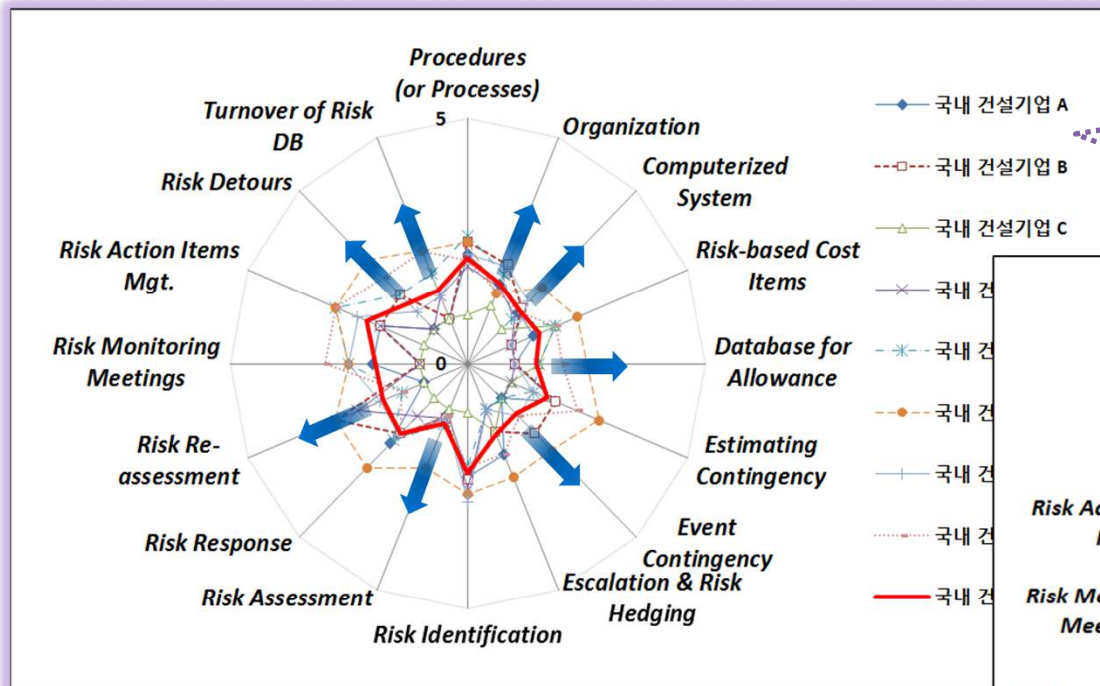 Procedures
(or Processes)
5
Organization
Computerized
System
Risk-based Cost
Items
Database for
Allowance
Estimating
Contingency
Event
Contingency
Escalation & Risk
Hedging
Risk Identification
Risk Assessment
Risk Response
Risk Re-
assessment
Risk Monitoring
Meetings
Risk Action Items
Mgt.
Risk Detours
Turnover of Risk
DB
0
국내 건설기업 A
국내 건설기업 B
국내 건설기업 C
국내 건
국내 건
국내 건
국내 건
국내 건
국내 건
Risk
Risk